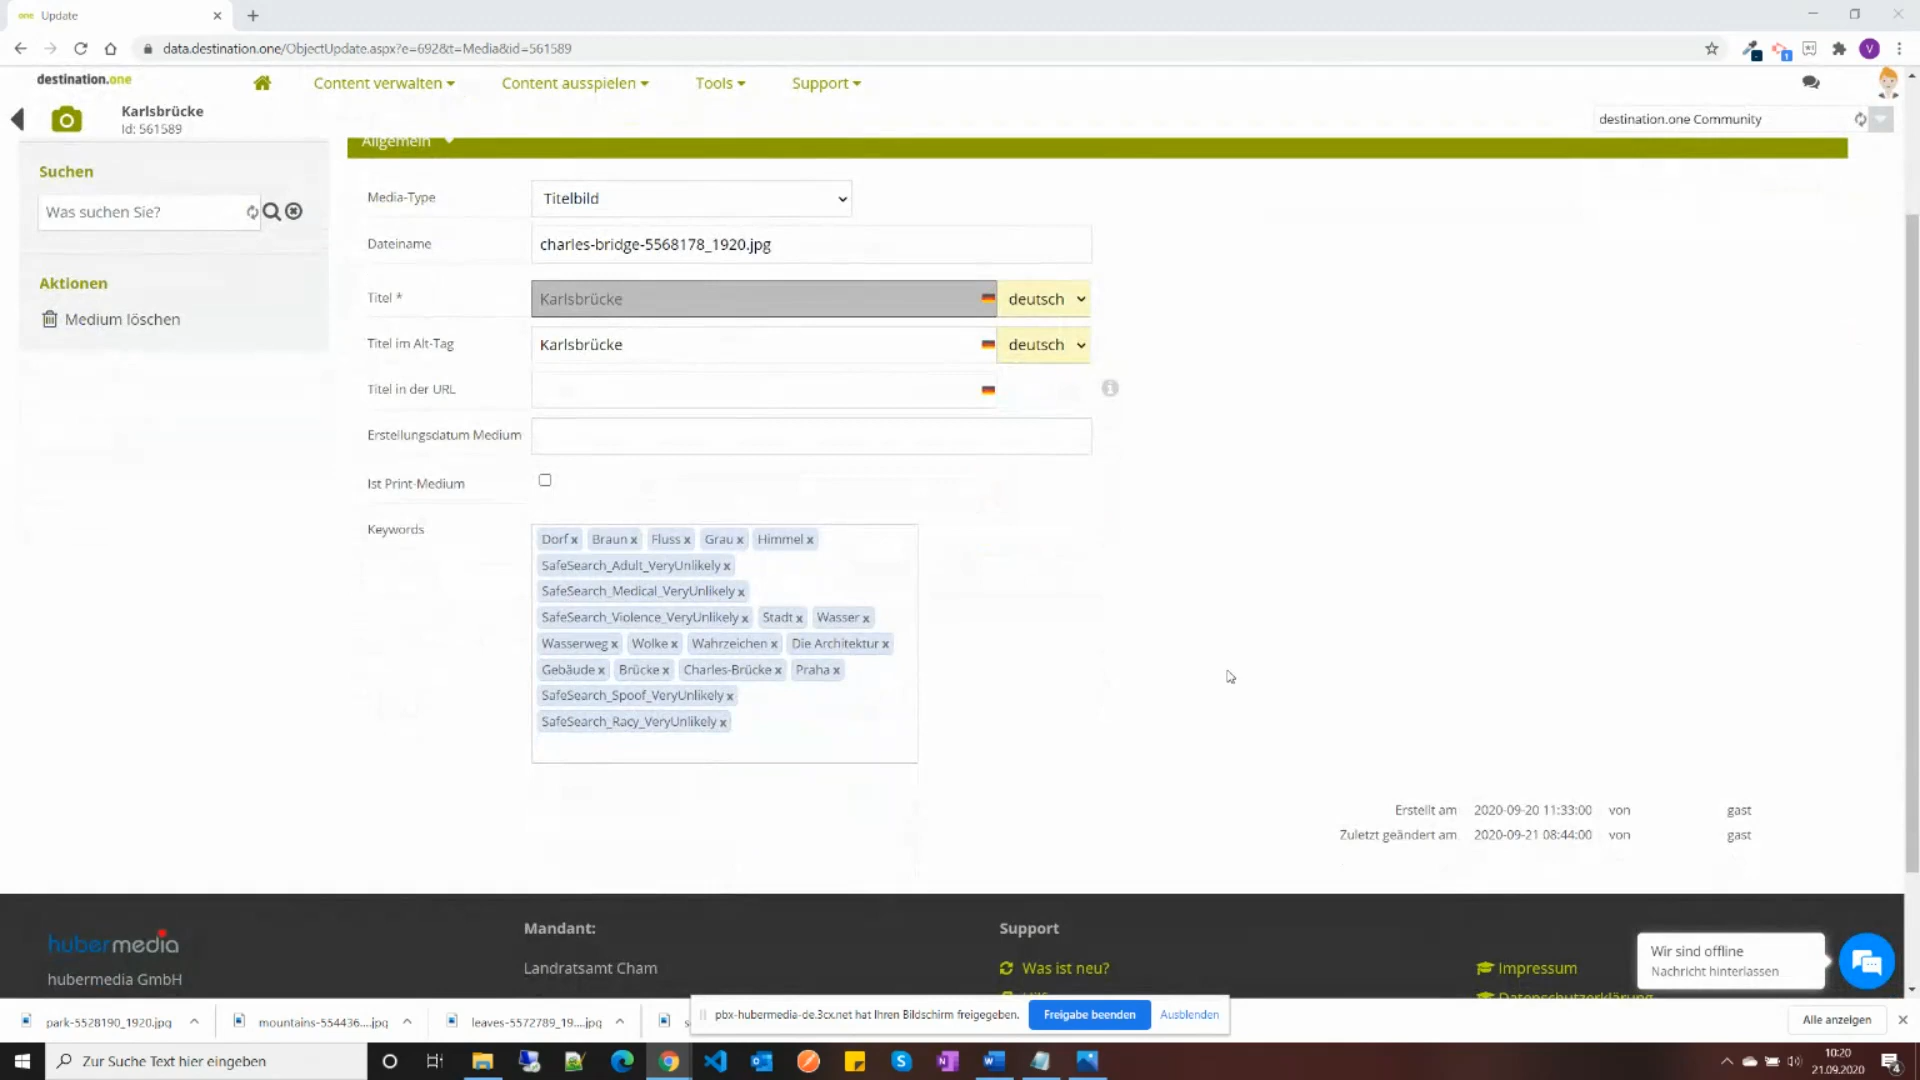 one Update
data.destination.one/ObjectUpdate.aspx?e=692&t=Media&id=561589
V
destination.one
Content verwalten
Content ausspielen
Tools
Support
Karlsbrücke
Id: 561589
destination.one Community
Allgemein
Suchen
Was suchen Sie?
Aktionen
Medium löschen
Media-Type
Titelbild
Dateiname
charles-bridge-5568178_1920.jpg
Titel *
Karlsbrücke
deutsch
Titel im Alt-Tag
Karlsbrücke
deutsch
Titel in der URL
Erstellungsdatum Medium
Ist Print-Medium
Keywords
Dorf x Braun x Fluss x Grau x Himmel x
SafeSearch_Adult_VeryUnlikely x
SafeSearch_Medical_VeryUnlikely x
SafeSearch_Violence_VeryUnlikely x Stadt x Wasser x
Wasserweg x Wolke x Wahrzeichen x Die Architektur x
Gebäude x Brücke x Charles-Brücke x Praha x
SafeSearch_Spoof_VeryUnlikely x
SafeSearch_Racy_VeryUnlikely x
Erstellt am 2020-09-20 11:33:00 von gast
Zuletzt geändert am 2020-09-21 08:44:00 von gast
hubermedia
hubermedia GmbH
Mandant:
Landratsamt Cham
Support
Was ist neu?
Impressum
Datenschutzerklärung
Wir sind offline
Nachricht hinterlassen
park-5528190_1920.jpg
mountains-554436....jpg
leaves-5572789_19....jpg
pbx-hubermedia-de.3cx.net hat Ihren Bildschirm freigegeben.
Freigabe beenden
Ausblenden
Alle anzeigen
Zur Suche Text hier eingeben
10:20
21.09.2020
4